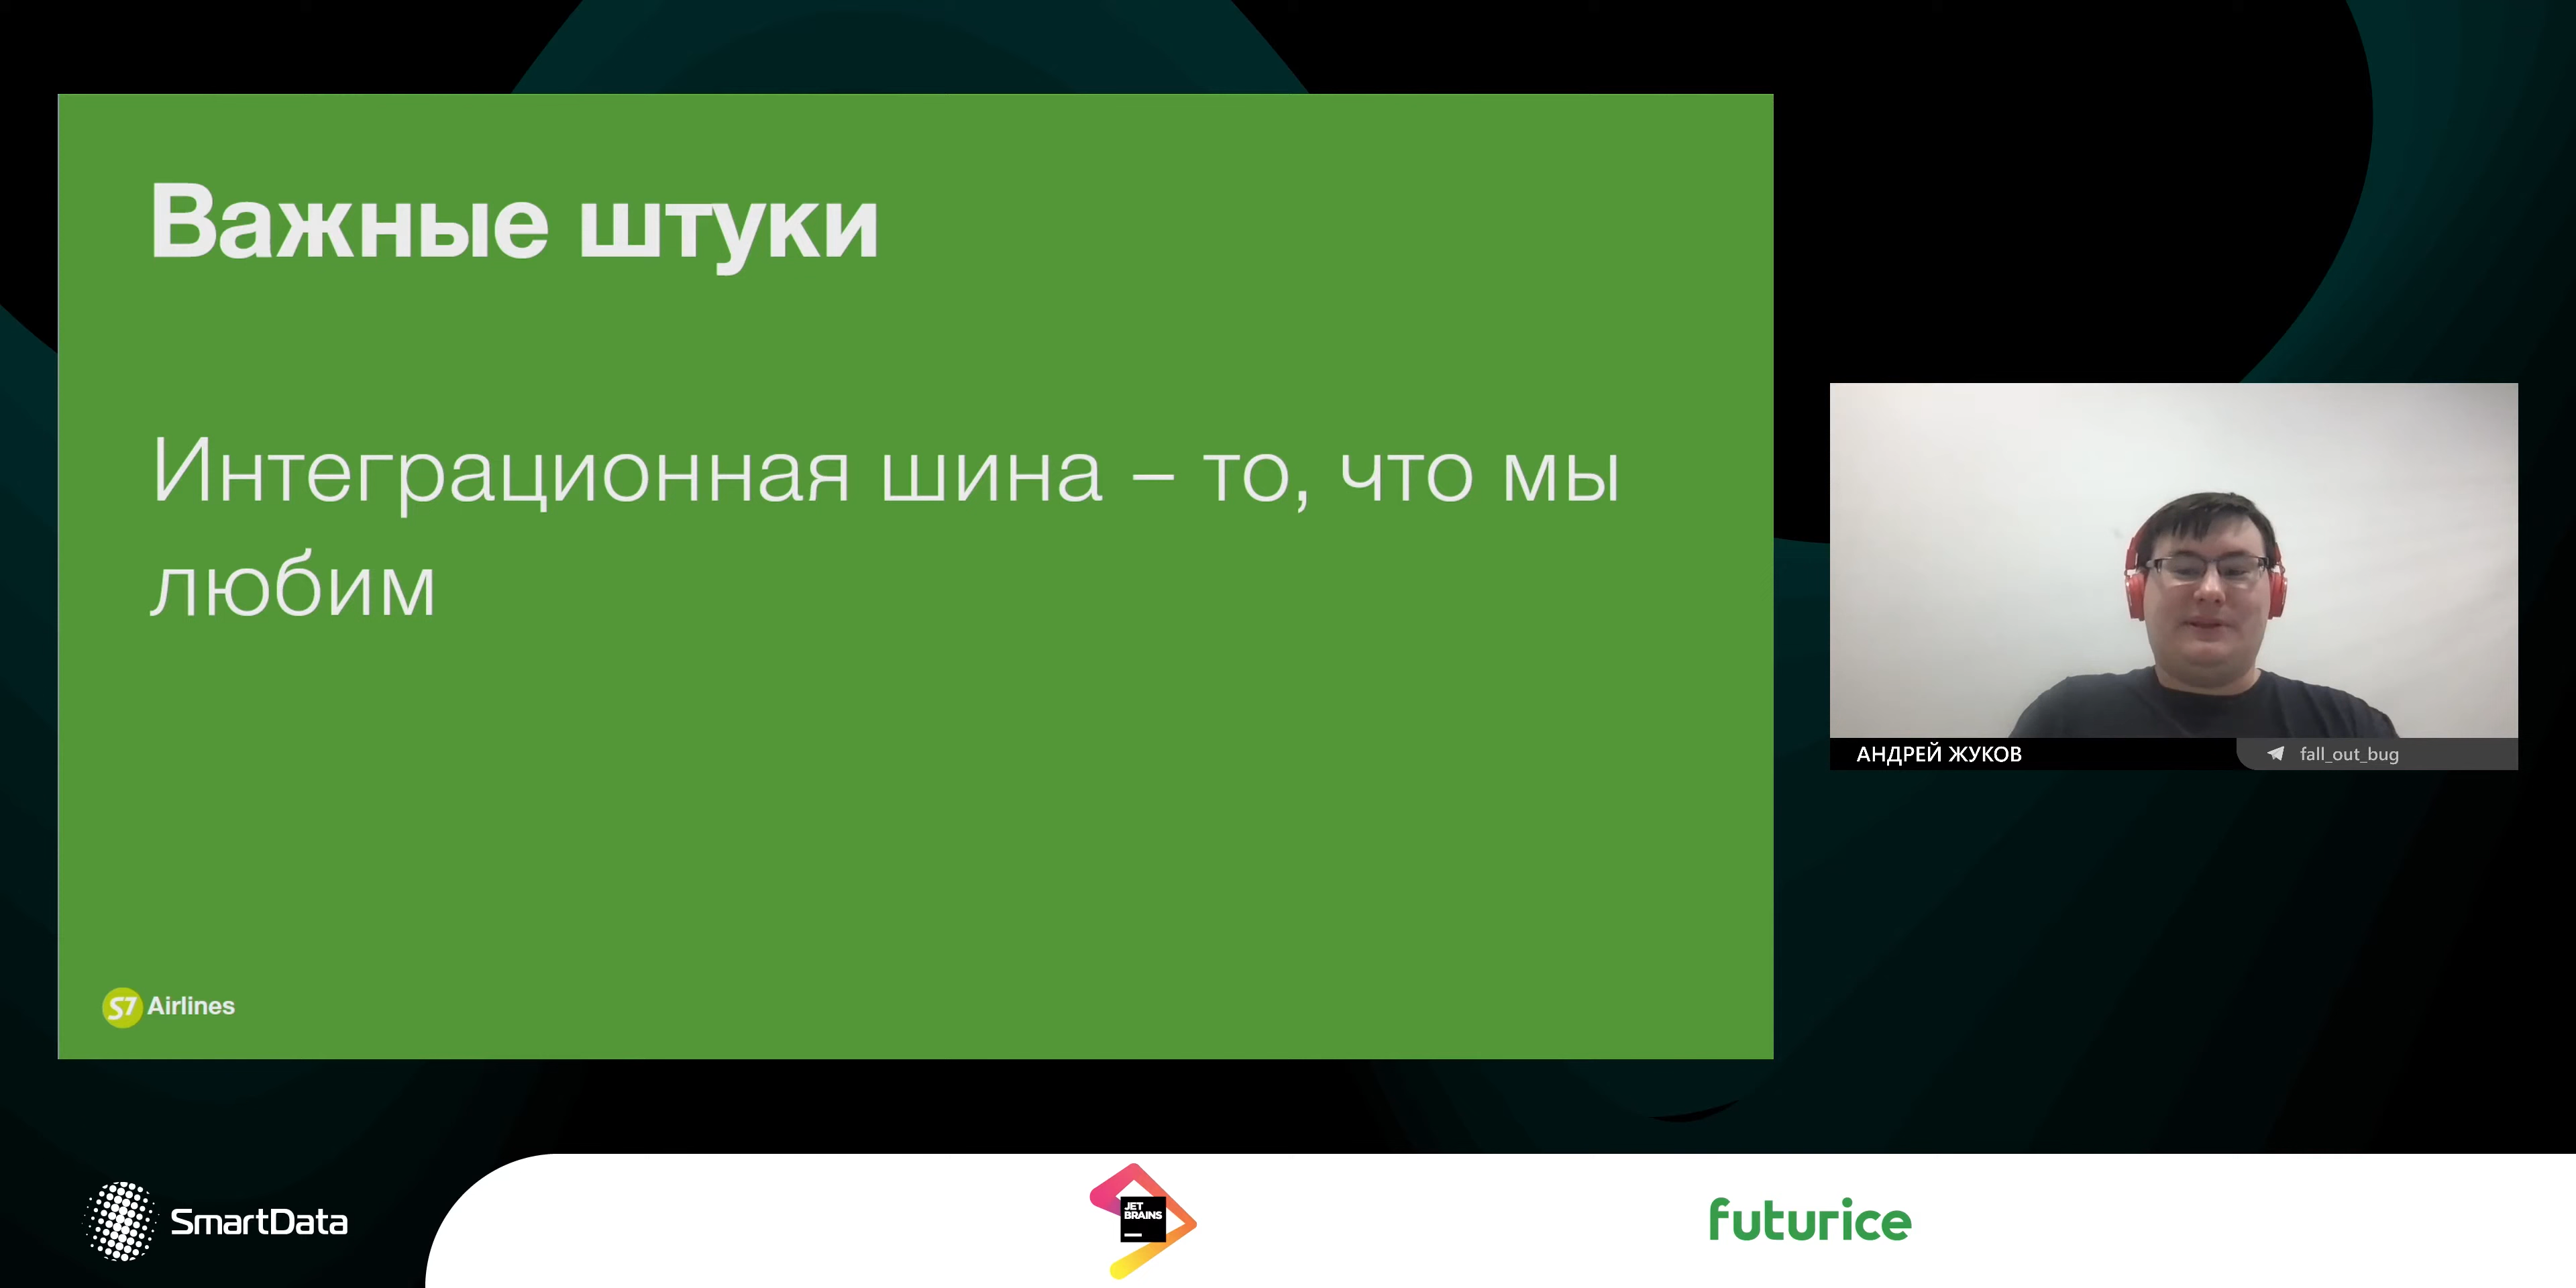 Важные штуки
Интеграционная шина – то, что мы
любим
S7 Airlines
АНДРЕЙ ЖУКОВ
fall_out_bug
SmartData
JET
BRAINS
futurice